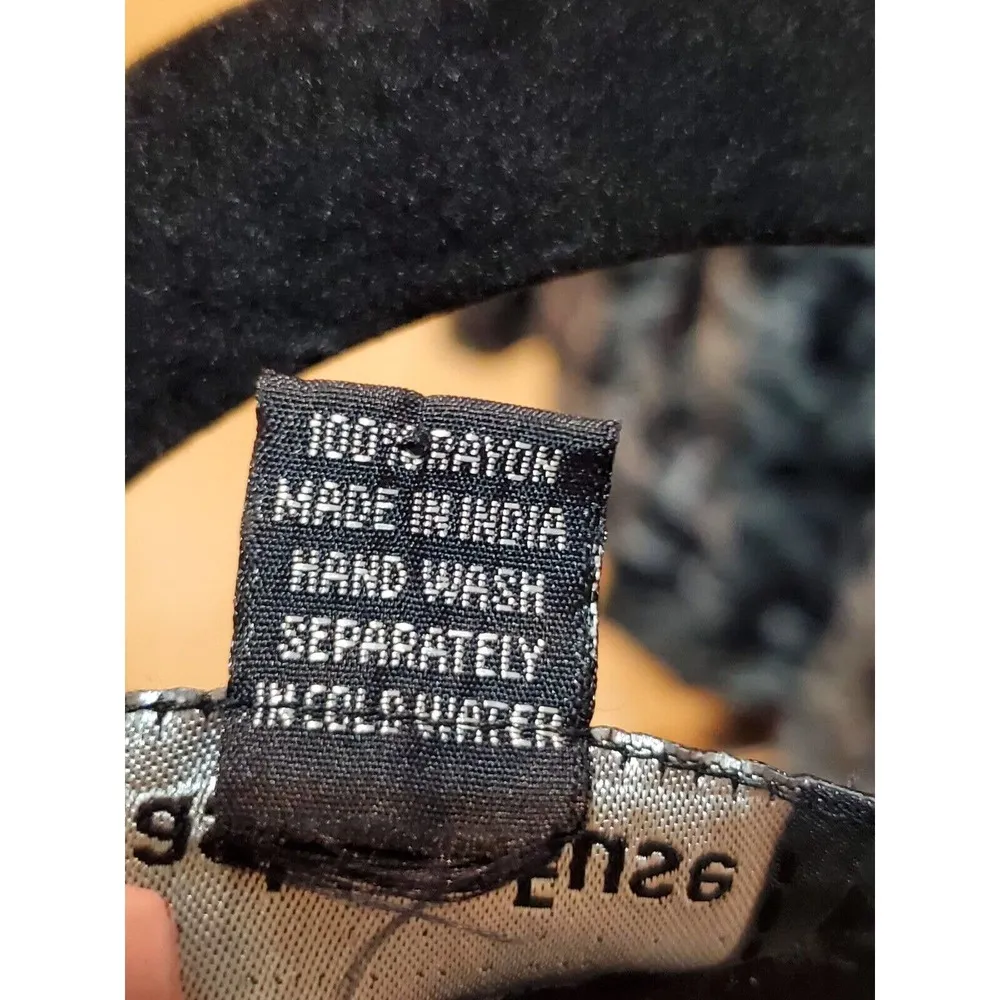 100% RAYON
MADE IN INDIA
HAND WASH
SEPARATELY
IN COLD WATER